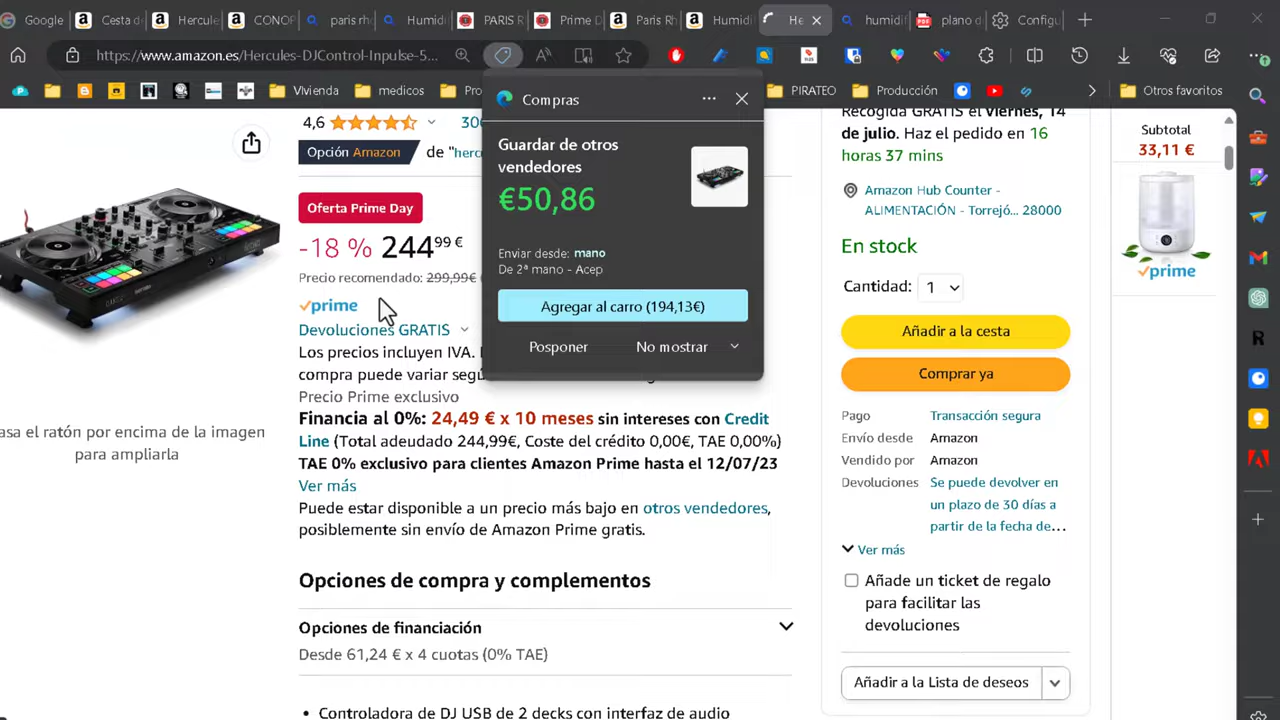 Google
Cesta d
Hercule
CONOF
paris rh
Humidi
PARIS R
Prime D
Paris Rh
Humidi
He
humidif
plano d
Configu
https://www.amazon.es/Hercules-DJControl-Inpulse-5...
Vivienda
medicos
Pro
PIRATEO
Producción
Otros favoritos
Compras
Guardar de otros
vendedores
€50,86
Enviar desde: mano
De 2ª mano - Acep
Agregar al carro (194,13€)
Posponer
No mostrar
4,6
300
Opción Amazon
de "herc
Oferta Prime Day
-18 % 244,99 €
Precio recomendado: 299,99€
prime
Devoluciones GRATIS
Los precios incluyen IVA.
compra puede variar segú
Precio Prime exclusivo
Financia al 0%: 24,49 € x 10 meses sin intereses con Credit
Line (Total adeudado 244,99€, Coste del crédito 0,00€, TAE 0,00%)
TAE 0% exclusivo para clientes Amazon Prime hasta el 12/07/23
Ver más
Puede estar disponible a un precio más bajo en otros vendedores,
posiblemente sin envío de Amazon Prime gratis.
Opciones de compra y complementos
Opciones de financiación
Desde 61,24 € x 4 cuotas (0% TAE)
• Controladora de DJ USB de 2 decks con interfaz de audio
asa el ratón por encima de la imagen
para ampliarla
Recogida GRATIS el viernes, 14
de julio. Haz el pedido en 16
horas 37 mins
Amazon Hub Counter -
ALIMENTACIÓN - Torrejó... 28000
En stock
Cantidad: 1
Añadir a la cesta
Comprar ya
Pago Transacción segura
Envío desde Amazon
Vendido por Amazon
Devoluciones Se puede devolver en
un plazo de 30 días a
partir de la fecha de...
Ver más
Añade un ticket de regalo
para facilitar las
devoluciones
Añadir a la Lista de deseos
Subtotal
33,11 €
prime